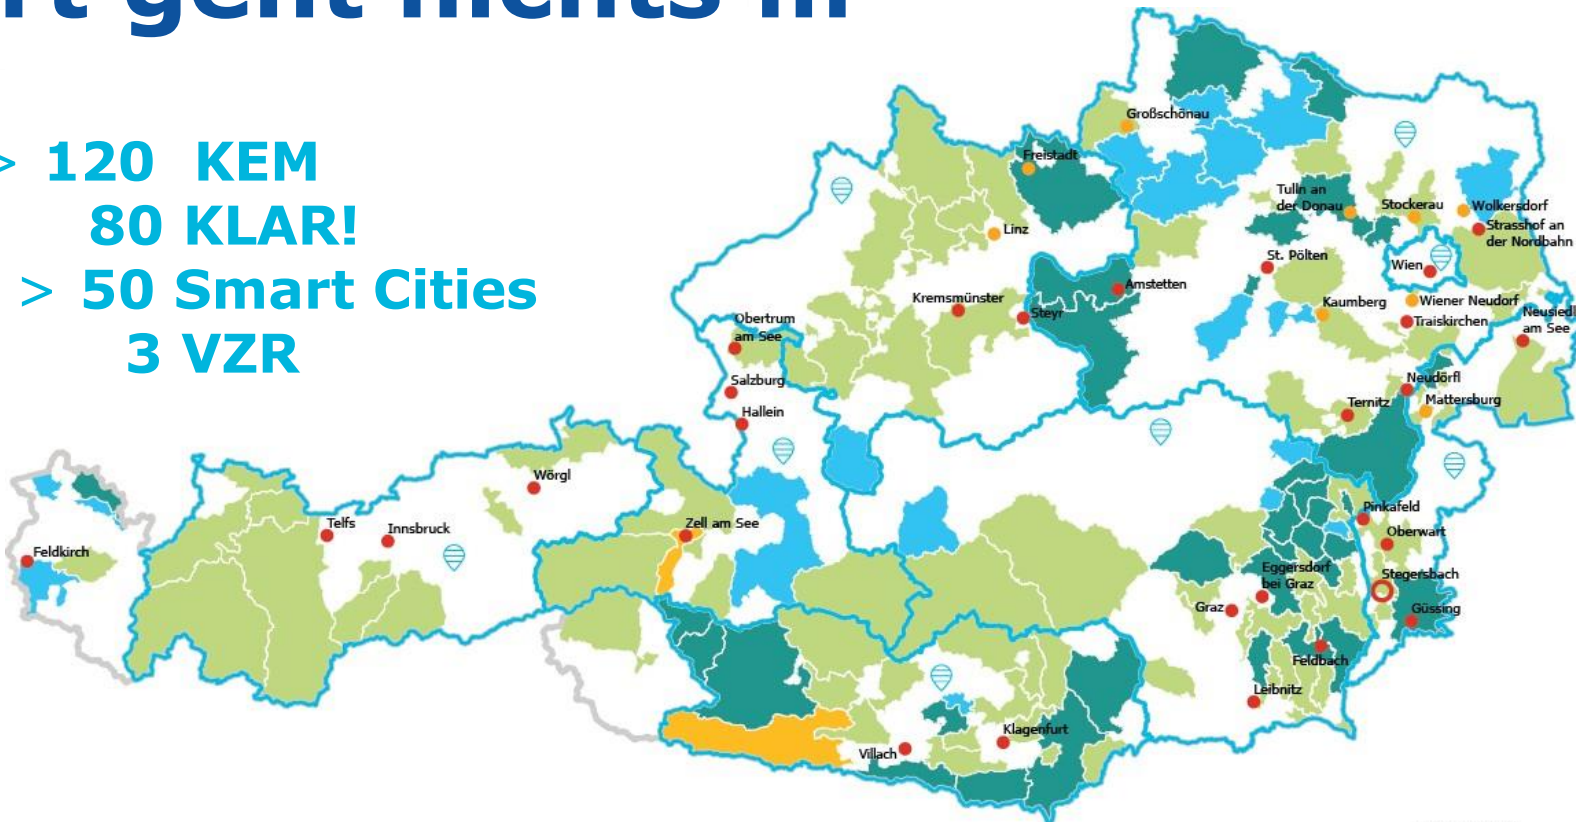 > 120 KEM
80 KLAR!
> 50 Smart Cities
3 VZR
Großschönau
Freistadt
Linz
Tulln an
der Donau
Stockerau
Wolkersdorf
Strasshof an
der Nordbahn
St. Pölten
Wien
Amstetten
Kremsmünster
Steyr
Kaumberg
Wiener Neudorf
Traiskirchen
Neusiedl
am See
Obertrum
am See
Salzburg
Hallein
Neudörfl
Ternitz
Mattersburg
Wörgl
Telfs
Innsbruck
Zell am See
Feldkirch
Pinkafeld
Oberwart
Eggersdorf
bei Graz
Stegersbach
Graz
Güssing
Feldbach
Leibnitz
Klagenfurt
Villach